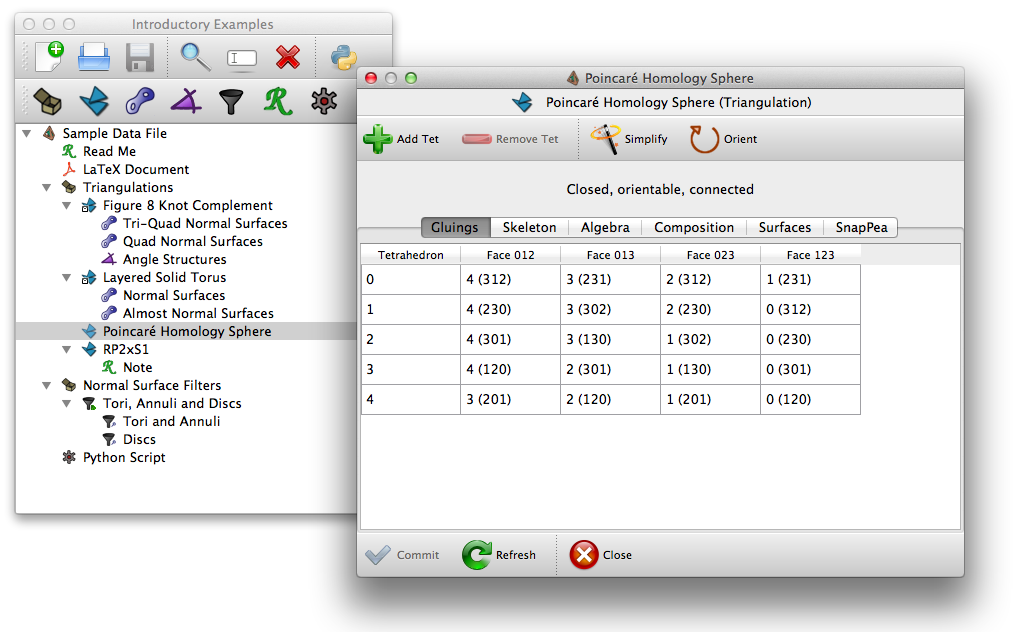 Introductory Examples
Sample Data File
Read Me
LaTeX Document
Triangulations
Figure 8 Knot Complement
Tri-Quad Normal Surfaces
Quad Normal Surfaces
Angle Structures
Layered Solid Torus
Normal Surfaces
Almost Normal Surfaces
Poincaré Homology Sphere
RP2xS1
Note
Normal Surface Filters
Tori, Annuli and Discs
Tori and Annuli
Discs
Python Script
Poincaré Homology Sphere
Poincaré Homology Sphere (Triangulation)
Add Tet Remove Tet Simplify Orient
Closed, orientable, connected
Gluings Skeleton Algebra Composition Surfaces SnapPea
Tetrahedron Face 012 Face 013 Face 023 Face 123
0 4 (312) 3 (231) 2 (312) 1 (231)
1 4 (230) 3 (302) 2 (230) 0 (312)
2 4 (301) 3 (130) 1 (302) 0 (230)
3 4 (120) 2 (301) 1 (130) 0 (301)
4 3 (201) 2 (120) 1 (201) 0 (120)
Commit Refresh Close